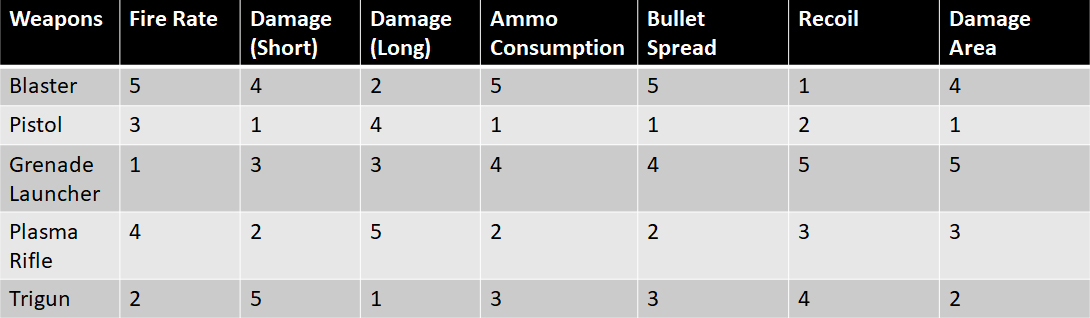 Weapons Fire Rate Damage (Short) Damage (Long) Ammo Consumption Bullet Spread Recoil Damage Area
Blaster 5 4 2 5 5 1 4
Pistol 3 1 4 1 1 2 1
Grenade Launcher 1 3 3 4 4 5 5
Plasma Rifle 4 2 5 2 2 3 3
Trigun 2 5 1 3 3 4 2